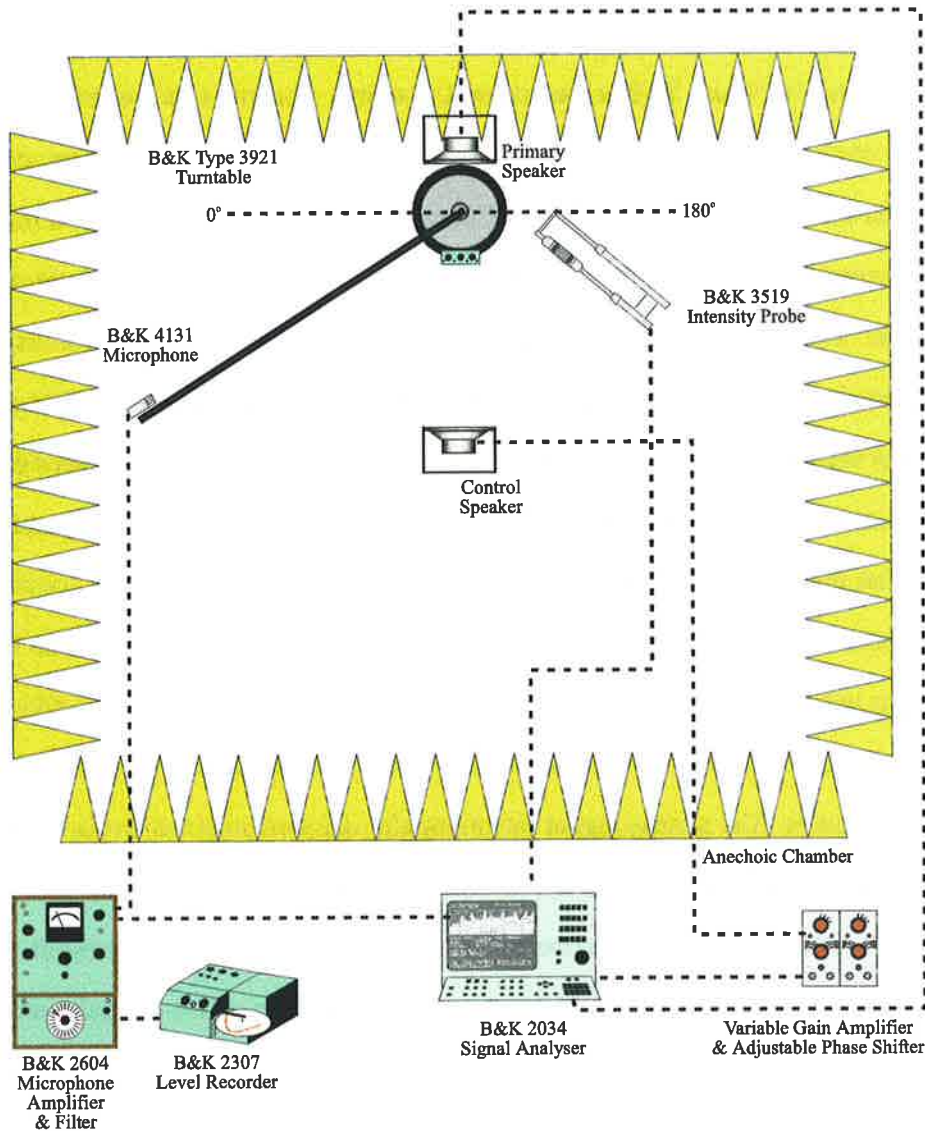 B&K Type 3921
Turntable
Primary
Speaker
0°
180°
B&K 3519
Intensity Probe
B&K 4131
Microphone
Control
Speaker
Anechoic Chamber
B&K 2604
Microphone
Amplifier
& Filter
B&K 2307
Level Recorder
B&K 2034
Signal Analyser
Variable Gain Amplifier
& Adjustable Phase Shifter